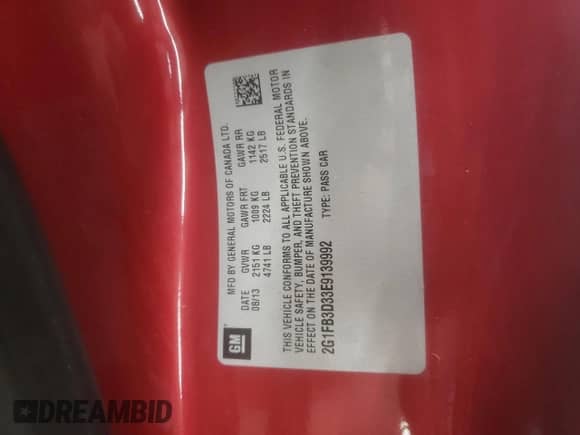 GM
MFD BY GENERAL MOTORS OF CANADA LTD.
DATE GVWR GAWR FRT GAWR RR
08/13 2151 KG 1009 KG 1142 KG
4741 LB 2224 LB 2517 LB
THIS VEHICLE CONFORMS TO ALL APPLICABLE U.S. FEDERAL MOTOR
VEHICLE SAFETY, BUMPER, AND THEFT PREVENTION STANDARDS IN
EFFECT ON THE DATE OF MANUFACTURE SHOWN ABOVE.
2G1FB3D33E9139992 TYPE: PASS CAR
DREAMBID